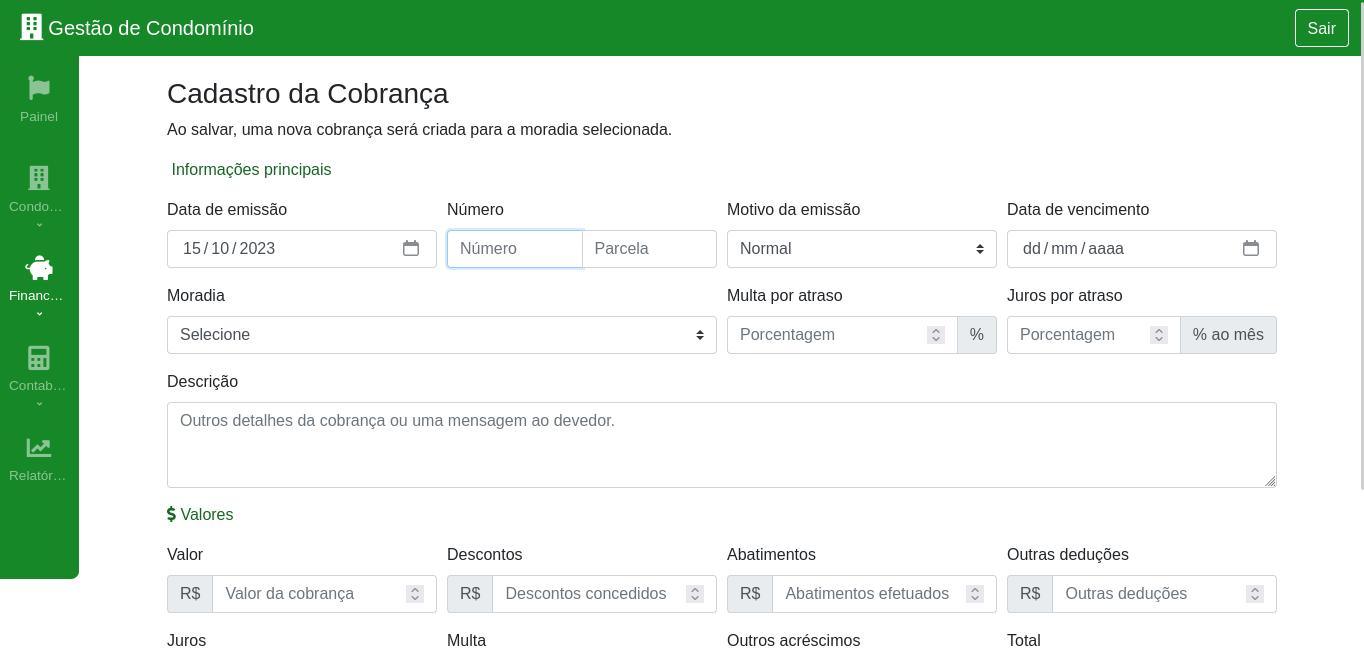 Gestão de Condomínio
Sair
Painel
Condo…
Financ…
Contab…
Relatór…
Cadastro da Cobrança
Ao salvar, uma nova cobrança será criada para a moradia selecionada.
Informações principais
Data de emissão Número Motivo da emissão Data de vencimento
15/10/2023 Número Parcela Normal dd/mm/aaaa
Moradia Multa por atraso Juros por atraso
Selecione Porcentagem % Porcentagem % ao mês
Descrição
Outros detalhes da cobrança ou uma mensagem ao devedor.
$ Valores
Valor Descontos Abatimentos Outras deduções
R$ Valor da cobrança R$ Descontos concedidos R$ Abatimentos efetuados R$ Outras deduções
Juros Multa Outros acréscimos Total